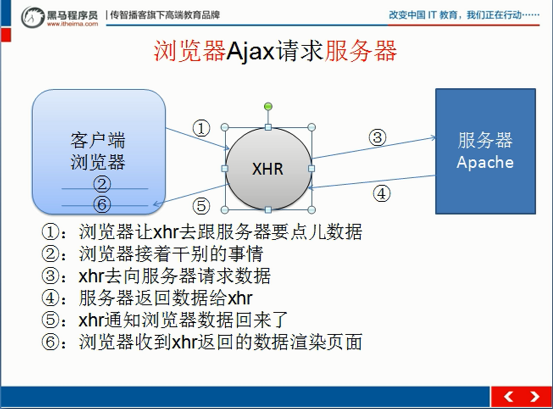 黑马程序员
www.itheima.com
传智播客旗下高端教育品牌
改变中国 IT 教育，我们正在行动……
浏览器Ajax请求服务器
客户端
浏览器
②
⑥
①
⑤
XHR
③
④
服务器
Apache
①：浏览器让xhr去跟服务器要点儿数据
②：浏览器接着干别的事情
③：xhr去向服务器请求数据
④：服务器返回数据给xhr
⑤：xhr通知浏览器数据回来了
⑥：浏览器收到xhr返回的数据渲染页面